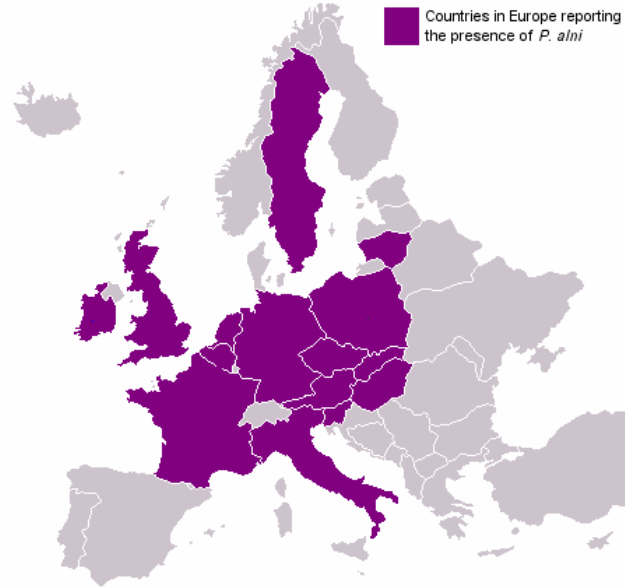 Countries in Europe reporting
the presence of P. alni